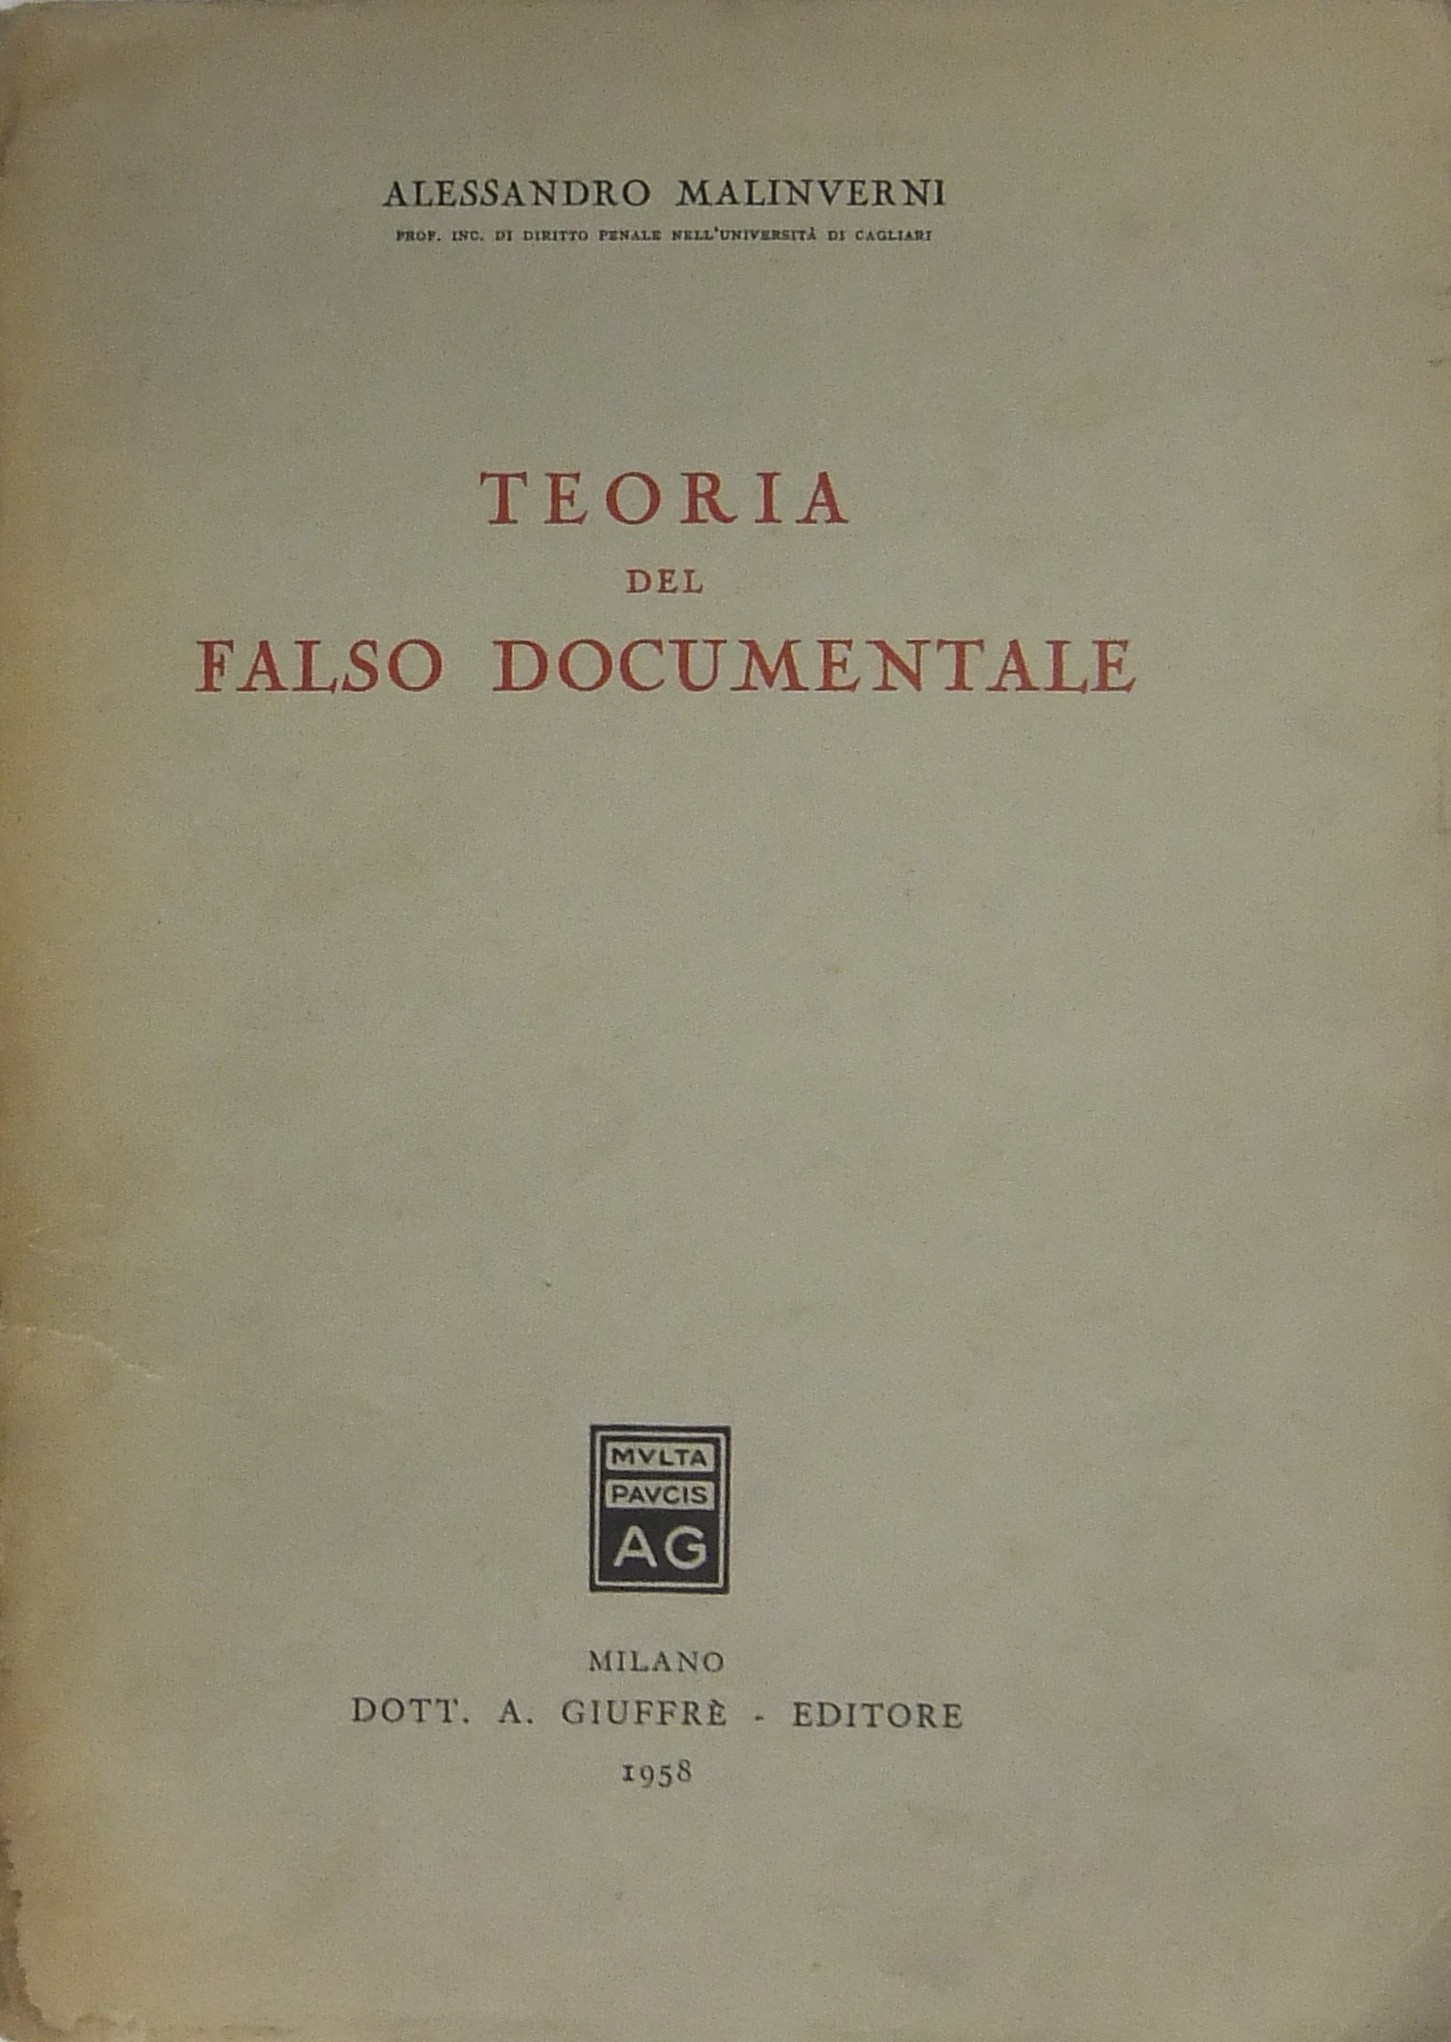 ALESSANDRO MALINVERNI
PROF. INC. DI DIRITTO PENALE NELL'UNIVERSITÀ DI CAGLIARI
TEORIA
DEL
FALSO DOCUMENTALE
MVLTA
PAVCIS
AG
MILANO
DOTT. A. GIUFFRÈ - EDITORE
1958